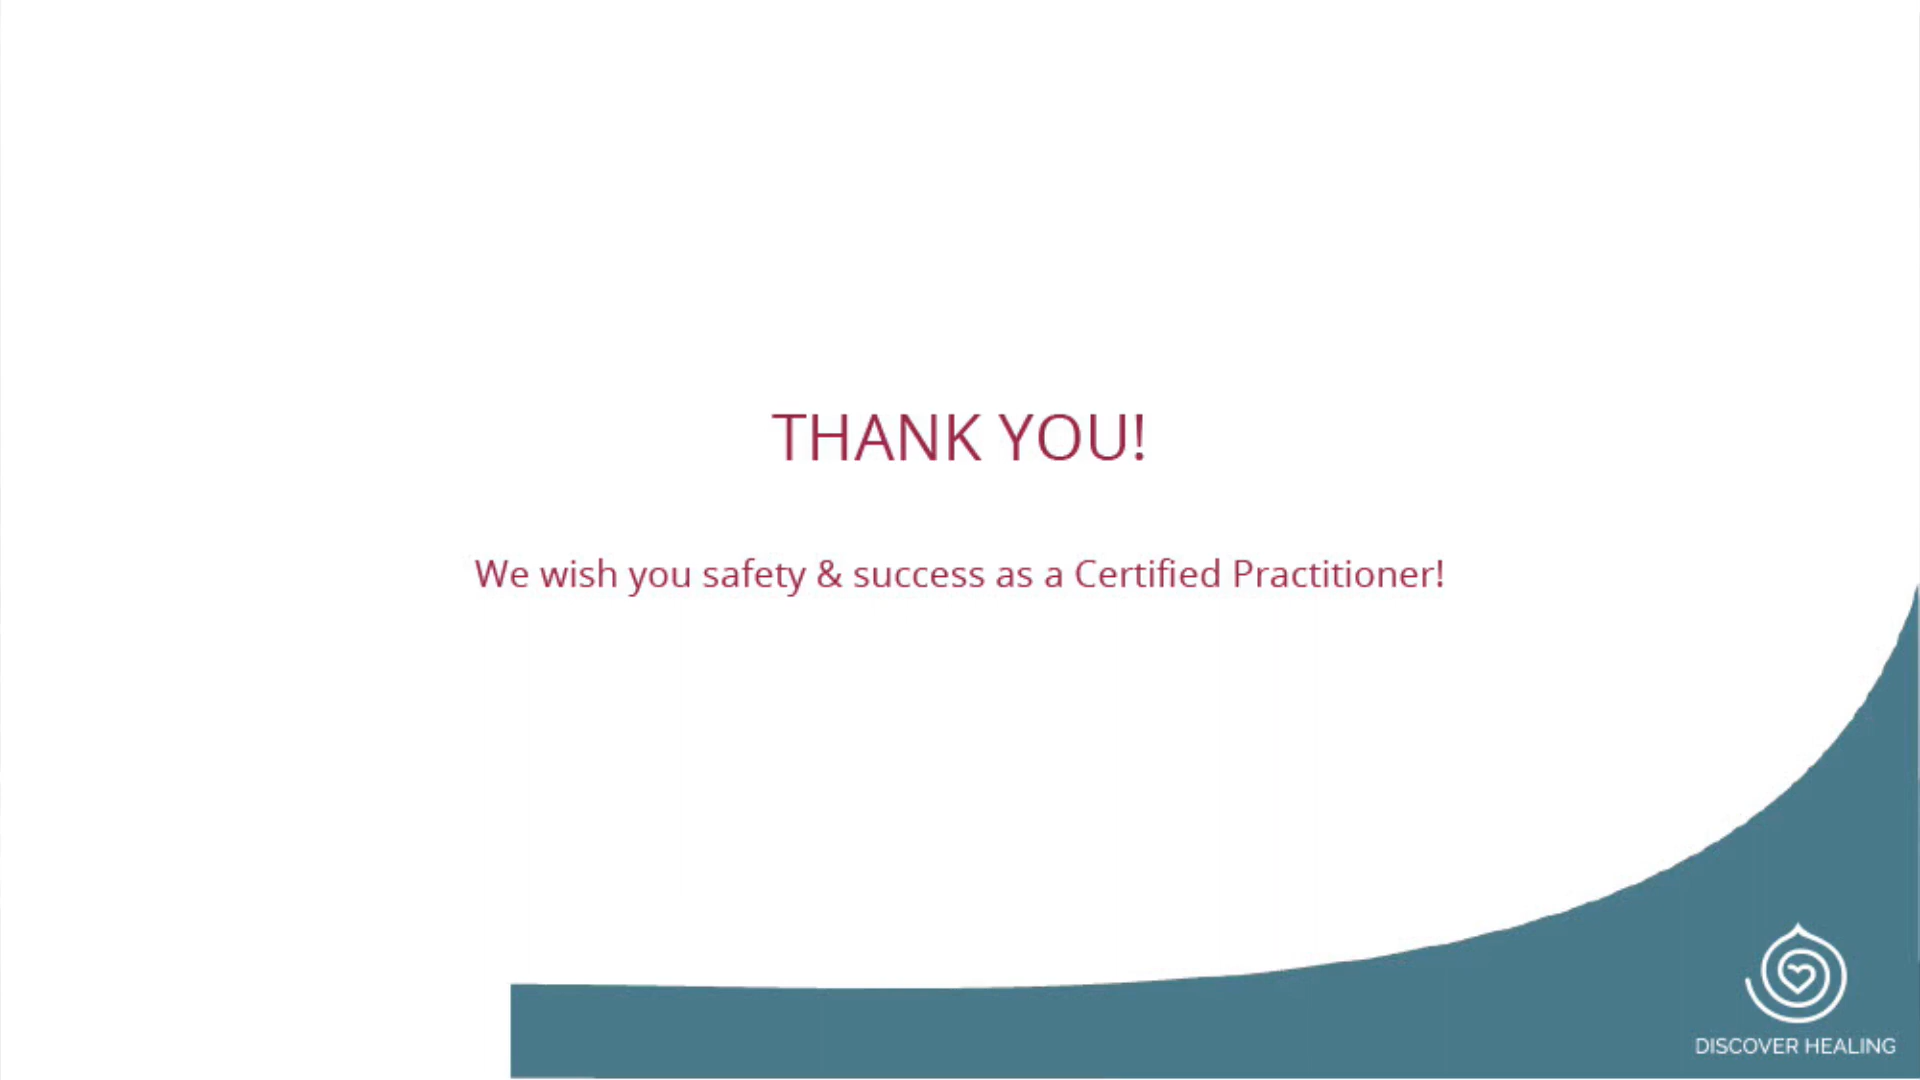 THANK YOU!
We wish you safety & success as a Certified Practitioner!
DISCOVER HEALING